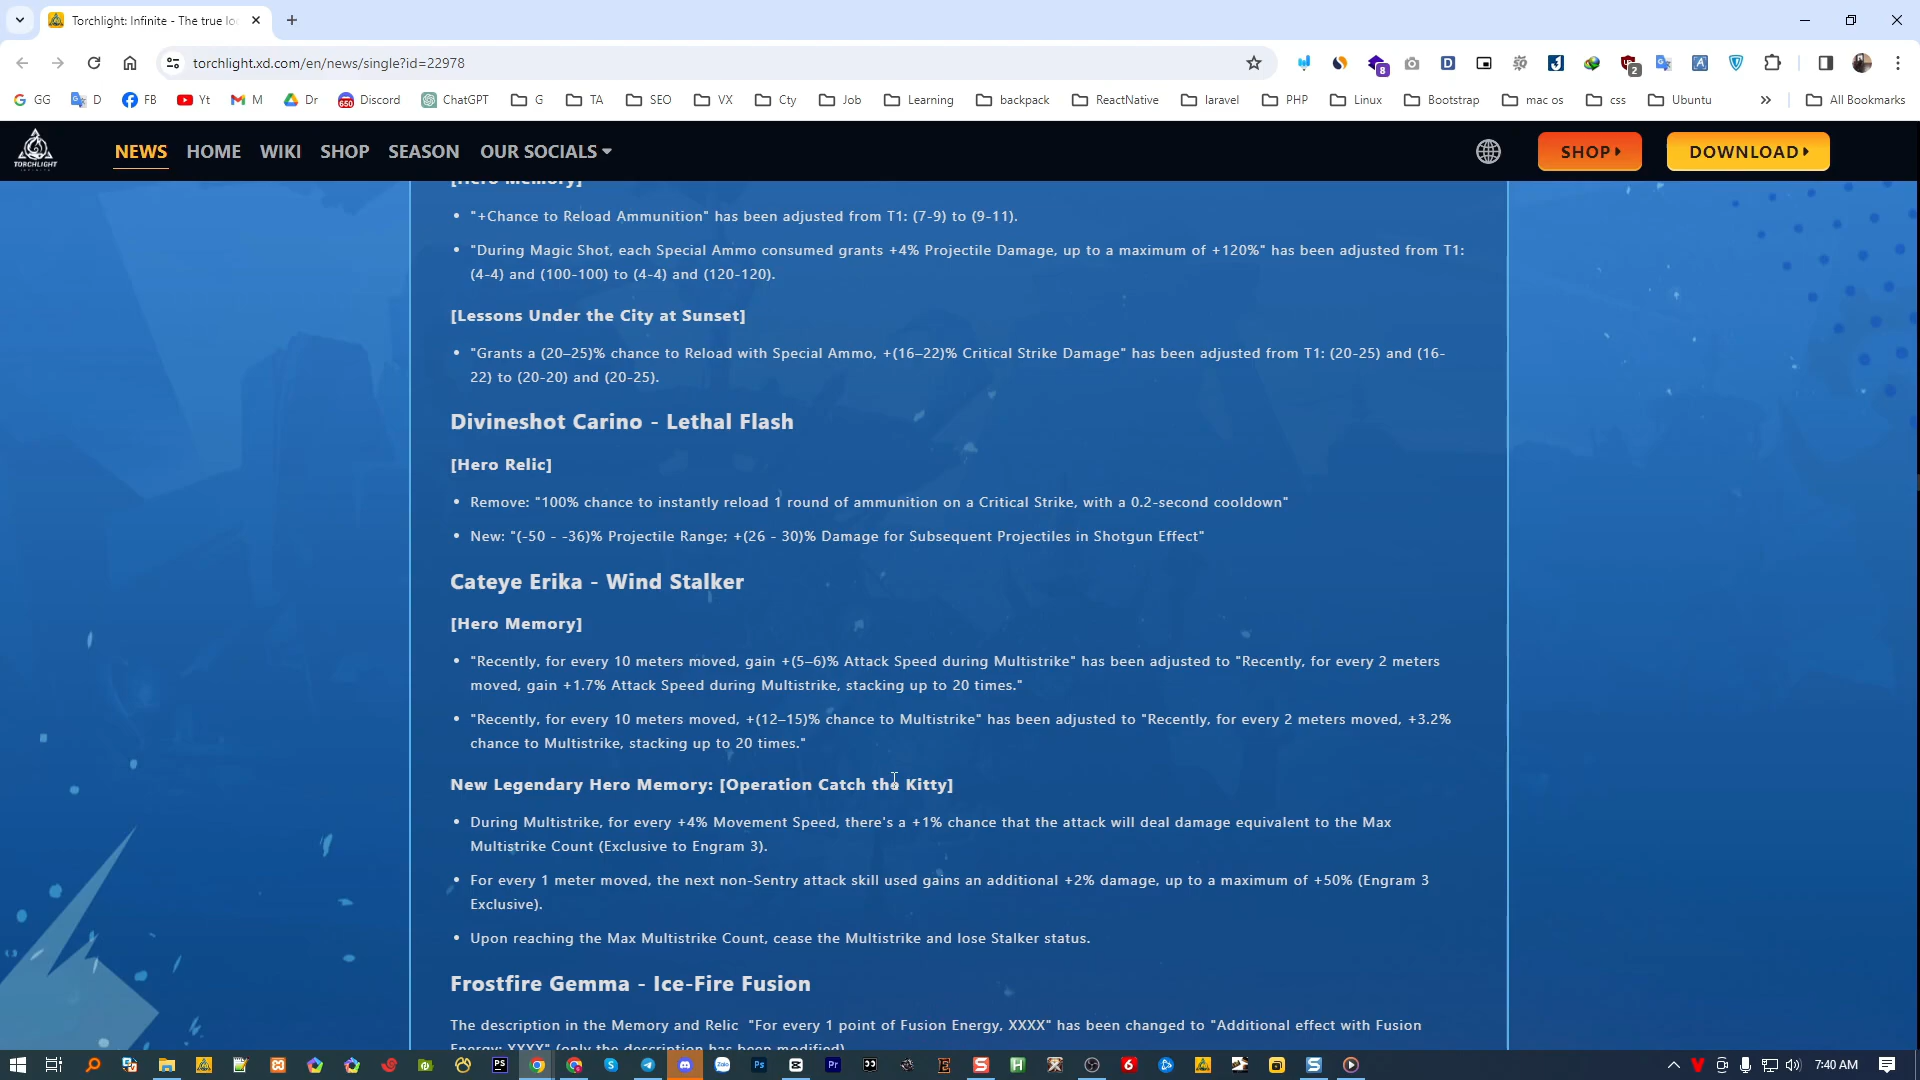 Torchlight: Infinite - The true lo
torchlight.xd.com/en/news/single?id=22978
8
2
GG D FB Yt M Dr Discord ChatGPT G TA SEO VX Cty Job Learning backpack ReactNative laravel PHP Linux Bootstrap mac os css Ubuntu All Bookmarks
650
TORCHLIGHT
INFINITE
NEWS HOME WIKI SHOP SEASON OUR SOCIALS SHOP DOWNLOAD
[Hero Memory]
• "+Chance to Reload Ammunition" has been adjusted from T1: (7-9) to (9-11).
• "During Magic Shot, each Special Ammo consumed grants +4% Projectile Damage, up to a maximum of +120%" has been adjusted from T1:
(4-4) and (100-100) to (4-4) and (120-120).
[Lessons Under the City at Sunset]
• "Grants a (20–25)% chance to Reload with Special Ammo, +(16–22)% Critical Strike Damage" has been adjusted from T1: (20-25) and (16-
22) to (20-20) and (20-25).
Divineshot Carino - Lethal Flash
[Hero Relic]
• Remove: "100% chance to instantly reload 1 round of ammunition on a Critical Strike, with a 0.2-second cooldown"
• New: "(-50 - -36)% Projectile Range; +(26 - 30)% Damage for Subsequent Projectiles in Shotgun Effect"
Cateye Erika - Wind Stalker
[Hero Memory]
• "Recently, for every 10 meters moved, gain +(5–6)% Attack Speed during Multistrike" has been adjusted to "Recently, for every 2 meters
moved, gain +1.7% Attack Speed during Multistrike, stacking up to 20 times."
• "Recently, for every 10 meters moved, +(12–15)% chance to Multistrike" has been adjusted to "Recently, for every 2 meters moved, +3.2%
chance to Multistrike, stacking up to 20 times."
New Legendary Hero Memory: [Operation Catch the Kitty]
• During Multistrike, for every +4% Movement Speed, there's a +1% chance that the attack will deal damage equivalent to the Max
Multistrike Count (Exclusive to Engram 3).
• For every 1 meter moved, the next non-Sentry attack skill used gains an additional +2% damage, up to a maximum of +50% (Engram 3
Exclusive).
• Upon reaching the Max Multistrike Count, cease the Multistrike and lose Stalker status.
Frostfire Gemma - Ice-Fire Fusion
The description in the Memory and Relic "For every 1 point of Fusion Energy, XXXX" has been changed to "Additional effect with Fusion
Energy: XXXX" (only the description has been modified)
7:40 AM